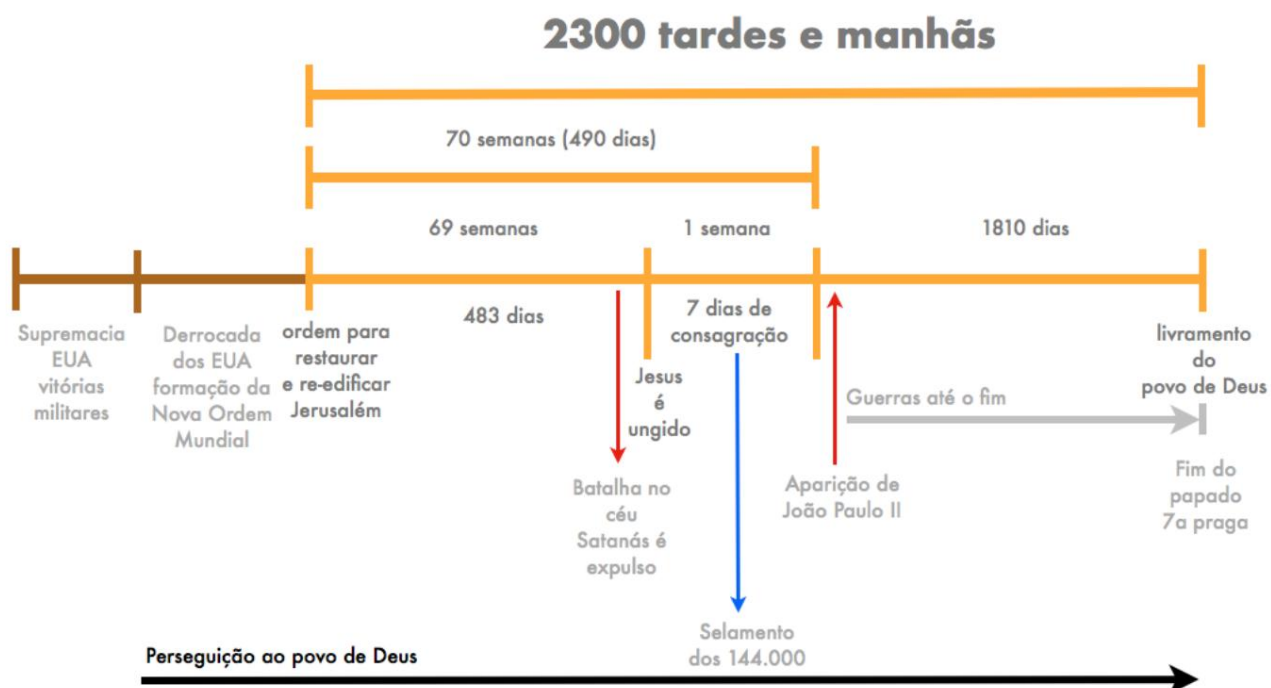 2300 tardes e manhãs
70 semanas (490 dias)
69 semanas
1 semana
1810 dias
483 dias
7 dias de
consagração
Supremacia
EUA
vitórias
militares
Derrocada
dos EUA
formação da
Nova Ordem
Mundial
ordem para
restaurar
e re-edificar
Jerusalém
Jesus
é
ungido
livramento
do
povo de Deus
Guerras até o fim
Batalha no
céu
Satanás é
expulso
Aparição de
João Paulo II
Fim do
papado
7a praga
Selamento
dos 144.000
Perseguição ao povo de Deus